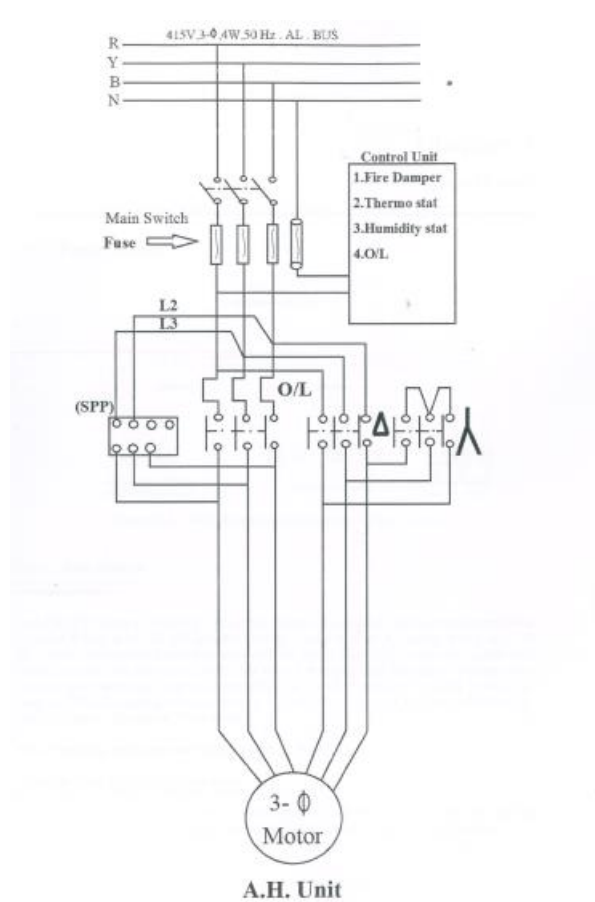 415V,3-Φ,4W,50 Hz . AL . BUS
R
Y
B
N
Control Unit
1.Fire Damper
2.Thermo stat
3.Humidity stat
4.O/L
Main Switch
Fuse
L2
L3
O/L
(SPP)
Δ
3- Φ
Motor
A.H. Unit